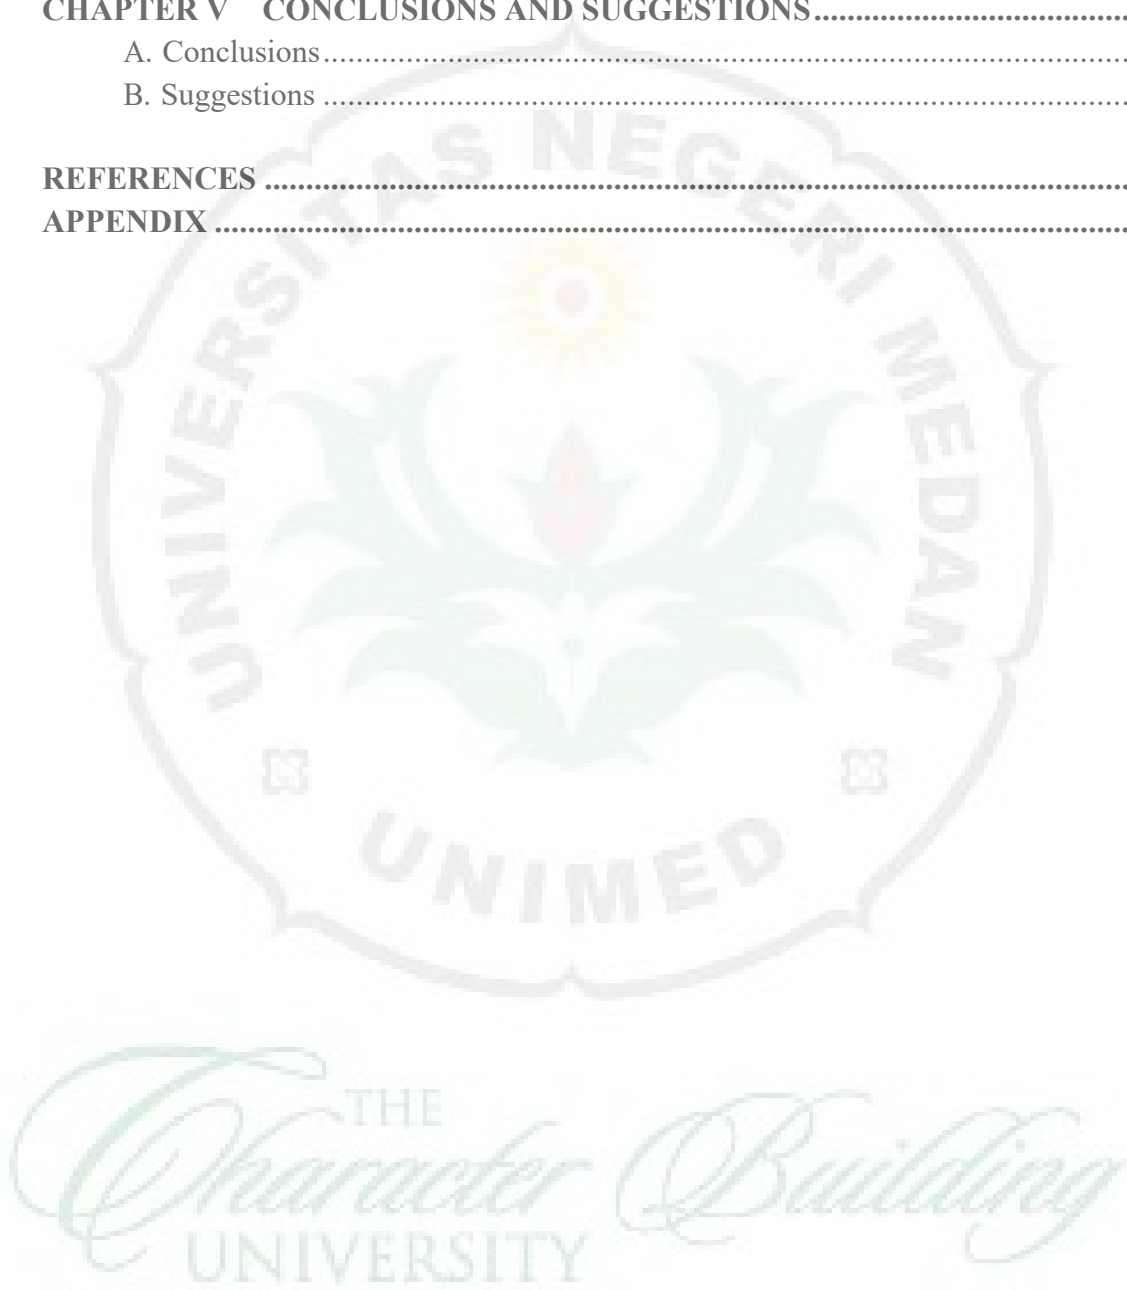 CHAPTER V CONCLUSIONS AND SUGGESTIONS..........................................
A. Conclusions..........................................................................................
B. Suggestions ..........................................................................................
REFERENCES ..........................................................................................
APPENDIX ..........................................................................................
UNIVERSITAS NEGERI MEDAN
UNIMED
THE
Character Building
UNIVERSITY